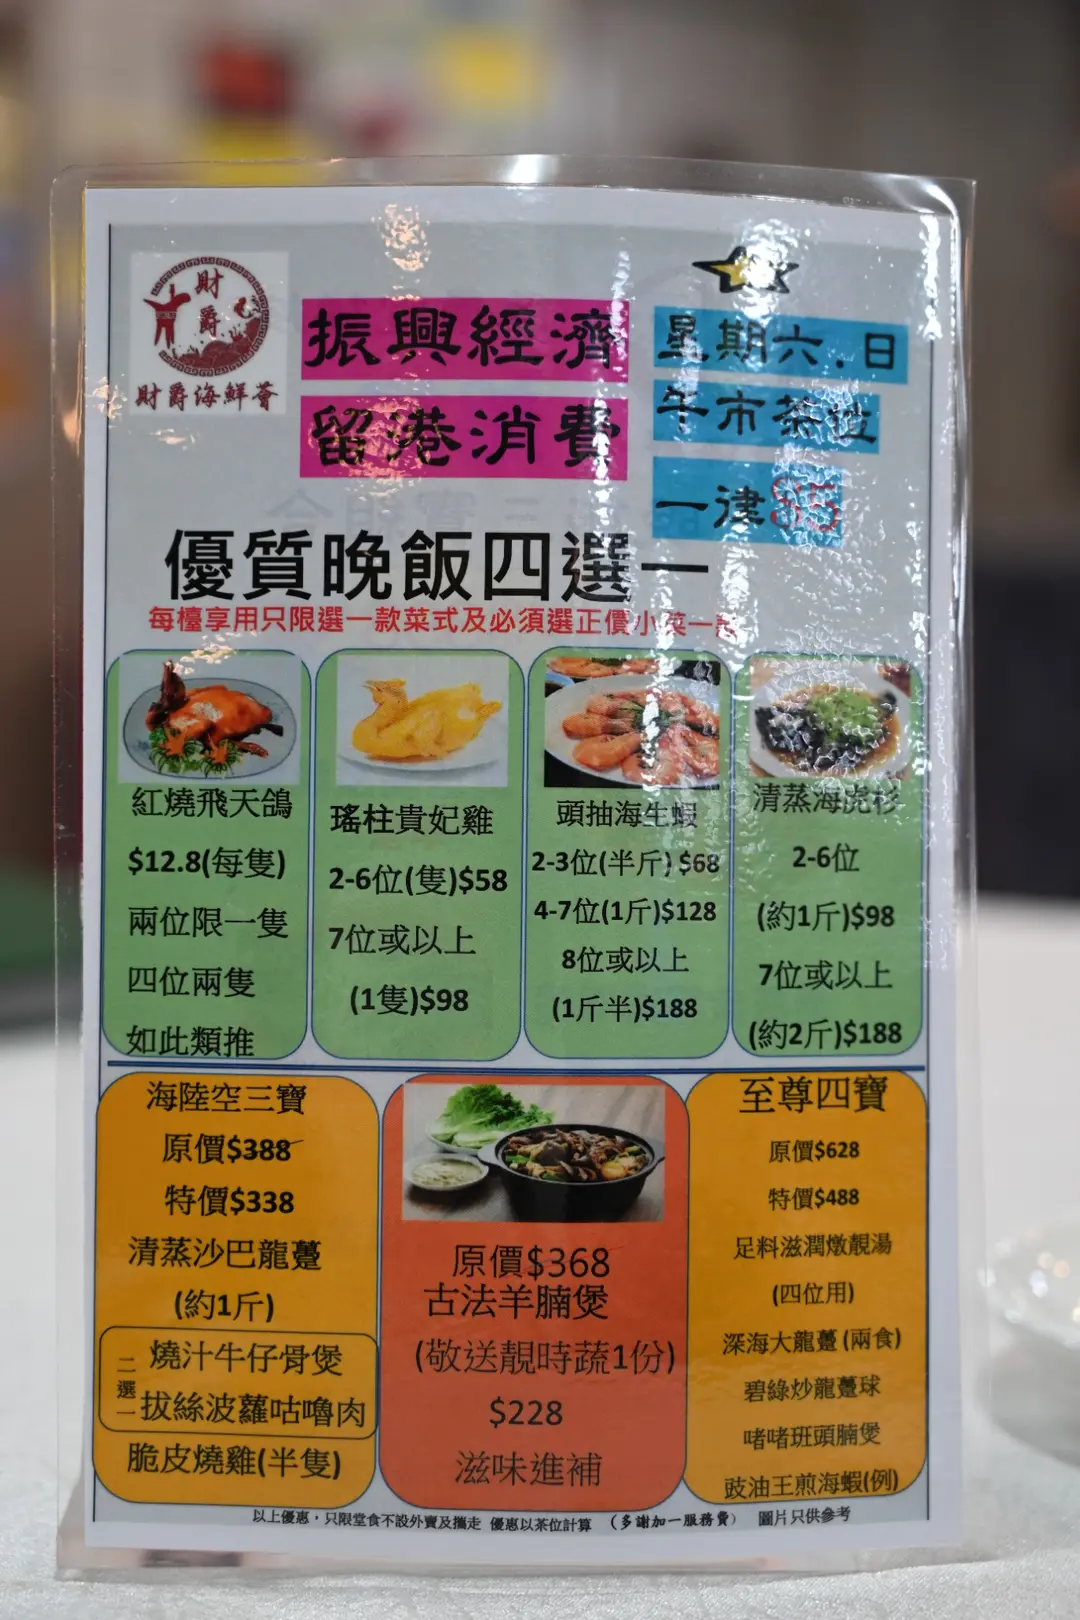 財爵
財爵海鮮薈
振興經濟
留港消費
星期六.日
午市茶位
一律$5
優質晚飯四選一
每檯享用只限選一款菜式及必須選正價小菜一
紅燒飛天鴿
$12.8(每隻)
兩位限一隻
四位兩隻
如此類推
瑤柱貴妃雞
2-6位(隻)$58
7位或以上
(1隻)$98
頭抽海生蝦
2-3位(半斤) $68
4-7位(1斤)$128
8位或以上
(1斤半)$188
清蒸海虎杉
2-6位
(約1斤)$98
7位或以上
(約2斤)$188
海陸空三寶
原價$388
特價$338
清蒸沙巴龍躉
(約1斤)
二選一
燒汁牛仔骨煲
拔絲波蘿咕嚕肉
脆皮燒雞(半隻)
原價$368
古法羊腩煲
(敬送靚時蔬1份)
$228
滋味進補
至尊四寶
原價$628
特價$488
足料滋潤燉靚湯
(四位用)
深海大龍躉(兩食)
碧綠炒龍躉球
啫啫班頭腩煲
豉油王煎海蝦(例)
以上優惠，只限堂食不設外賣及攜走 優惠以茶位計算 （多謝加一服務費） 圖片只供參考